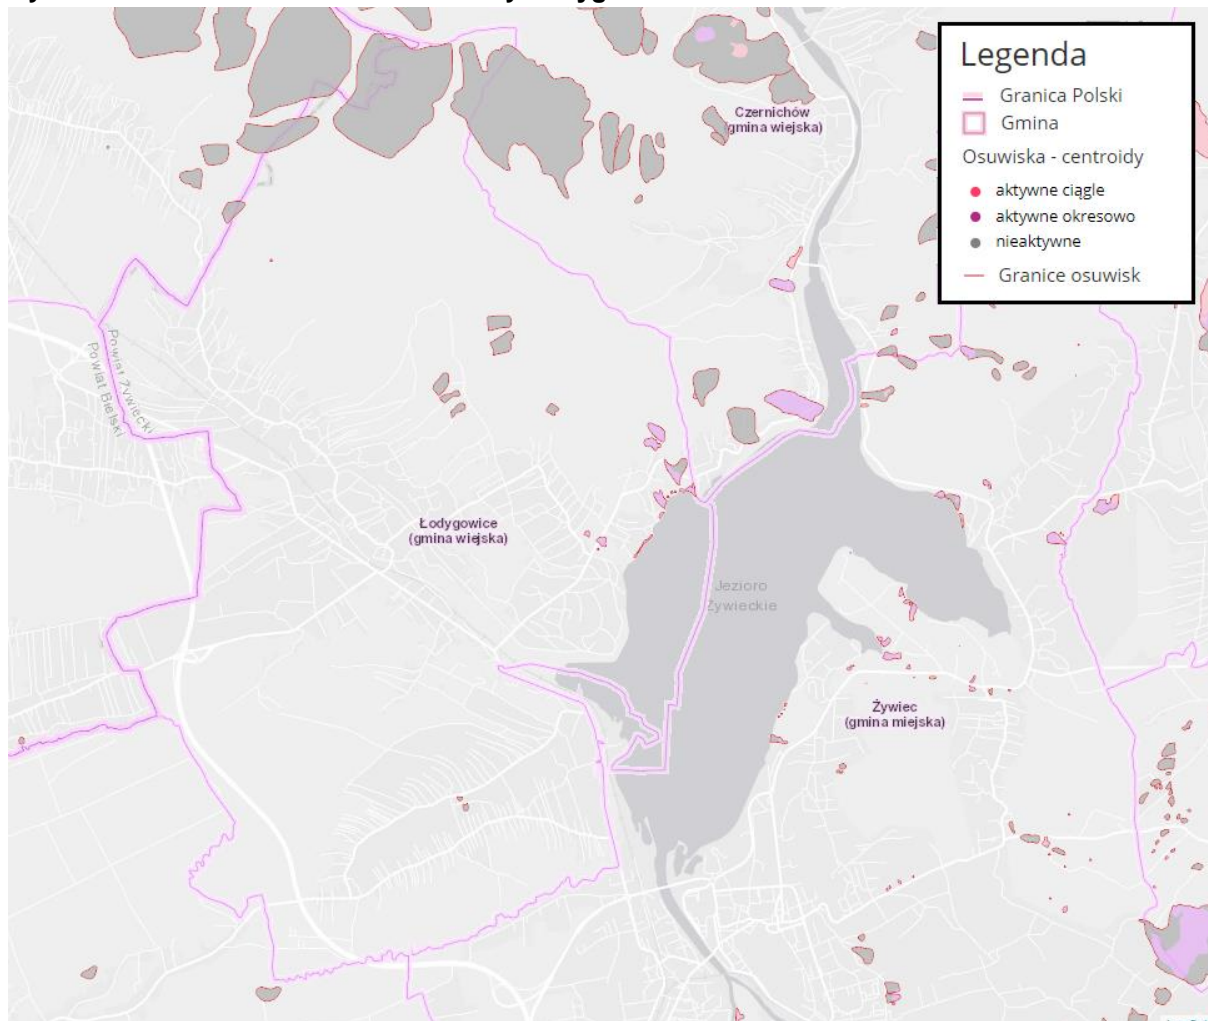 Legenda
Granica Polski
Gmina
Osuwiska - centroidy
aktywne ciągle
aktywne okresowo
nieaktywne
Granice osuwisk
Czernichów
(gmina wiejska)
Powiat Żywiecki
Powiat Bielski
Łodygowice
(gmina wiejska)
Jezioro
Żywieckie
Żywiec
(gmina miejska)